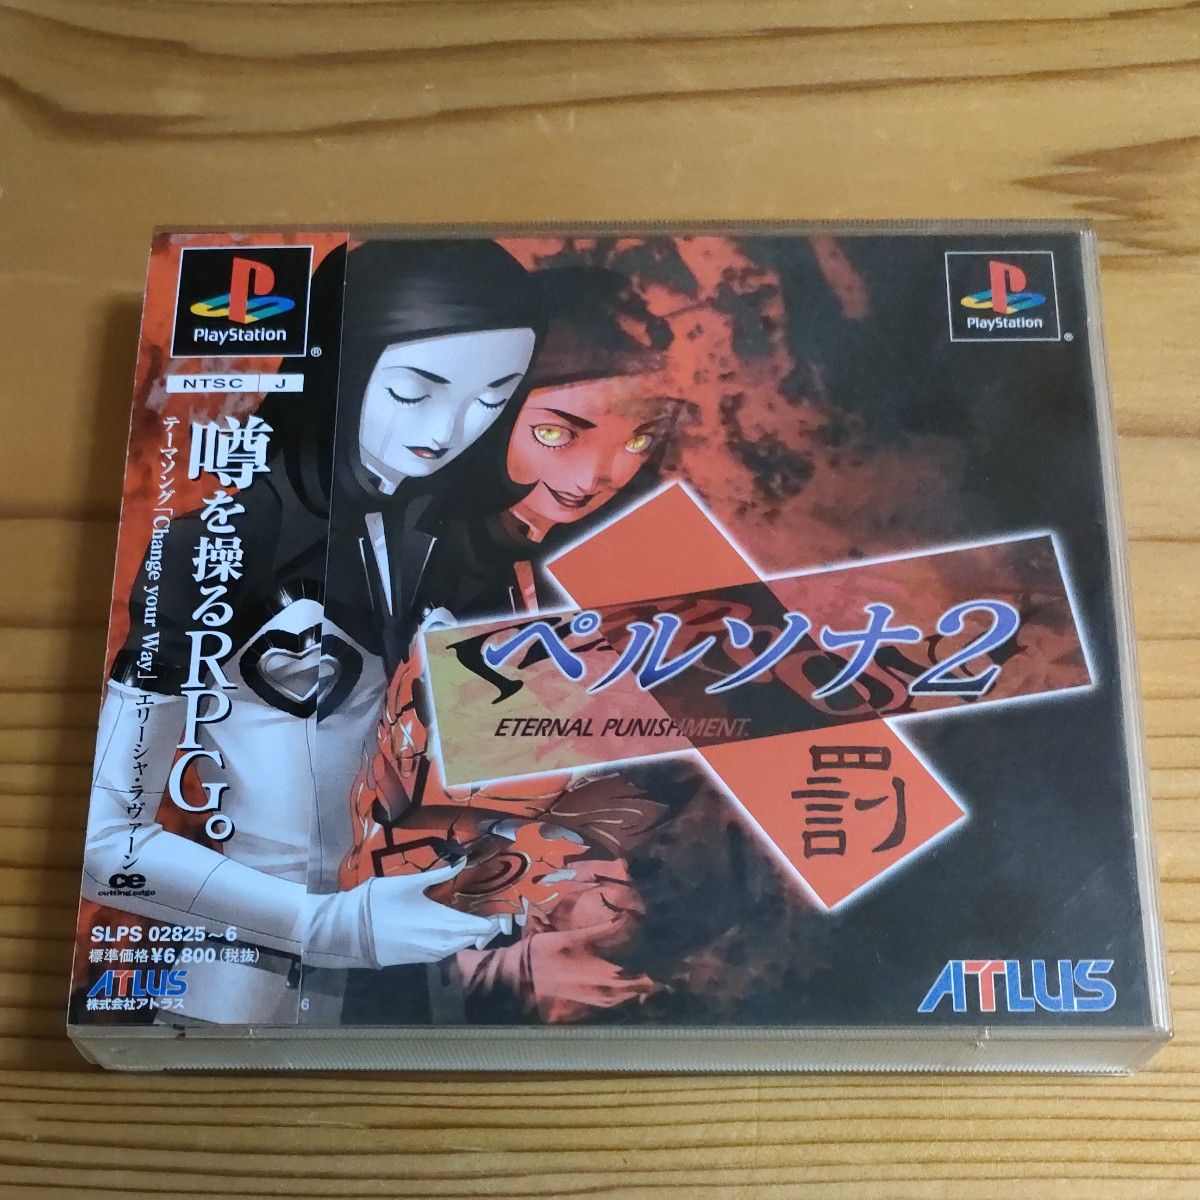 PlayStation
®
NTSC J
噂を操るRPG。
テーマソング「Change your Way」エリーシャ・ラヴァーン
ce
cutting edge
SLPS 02825〜6
標準価格¥6,800(税抜)
ATLUS
株式会社アトラス
6
PlayStation
®
ペルソナ2
ETERNAL PUNISHMENT.
罰
ATLUS